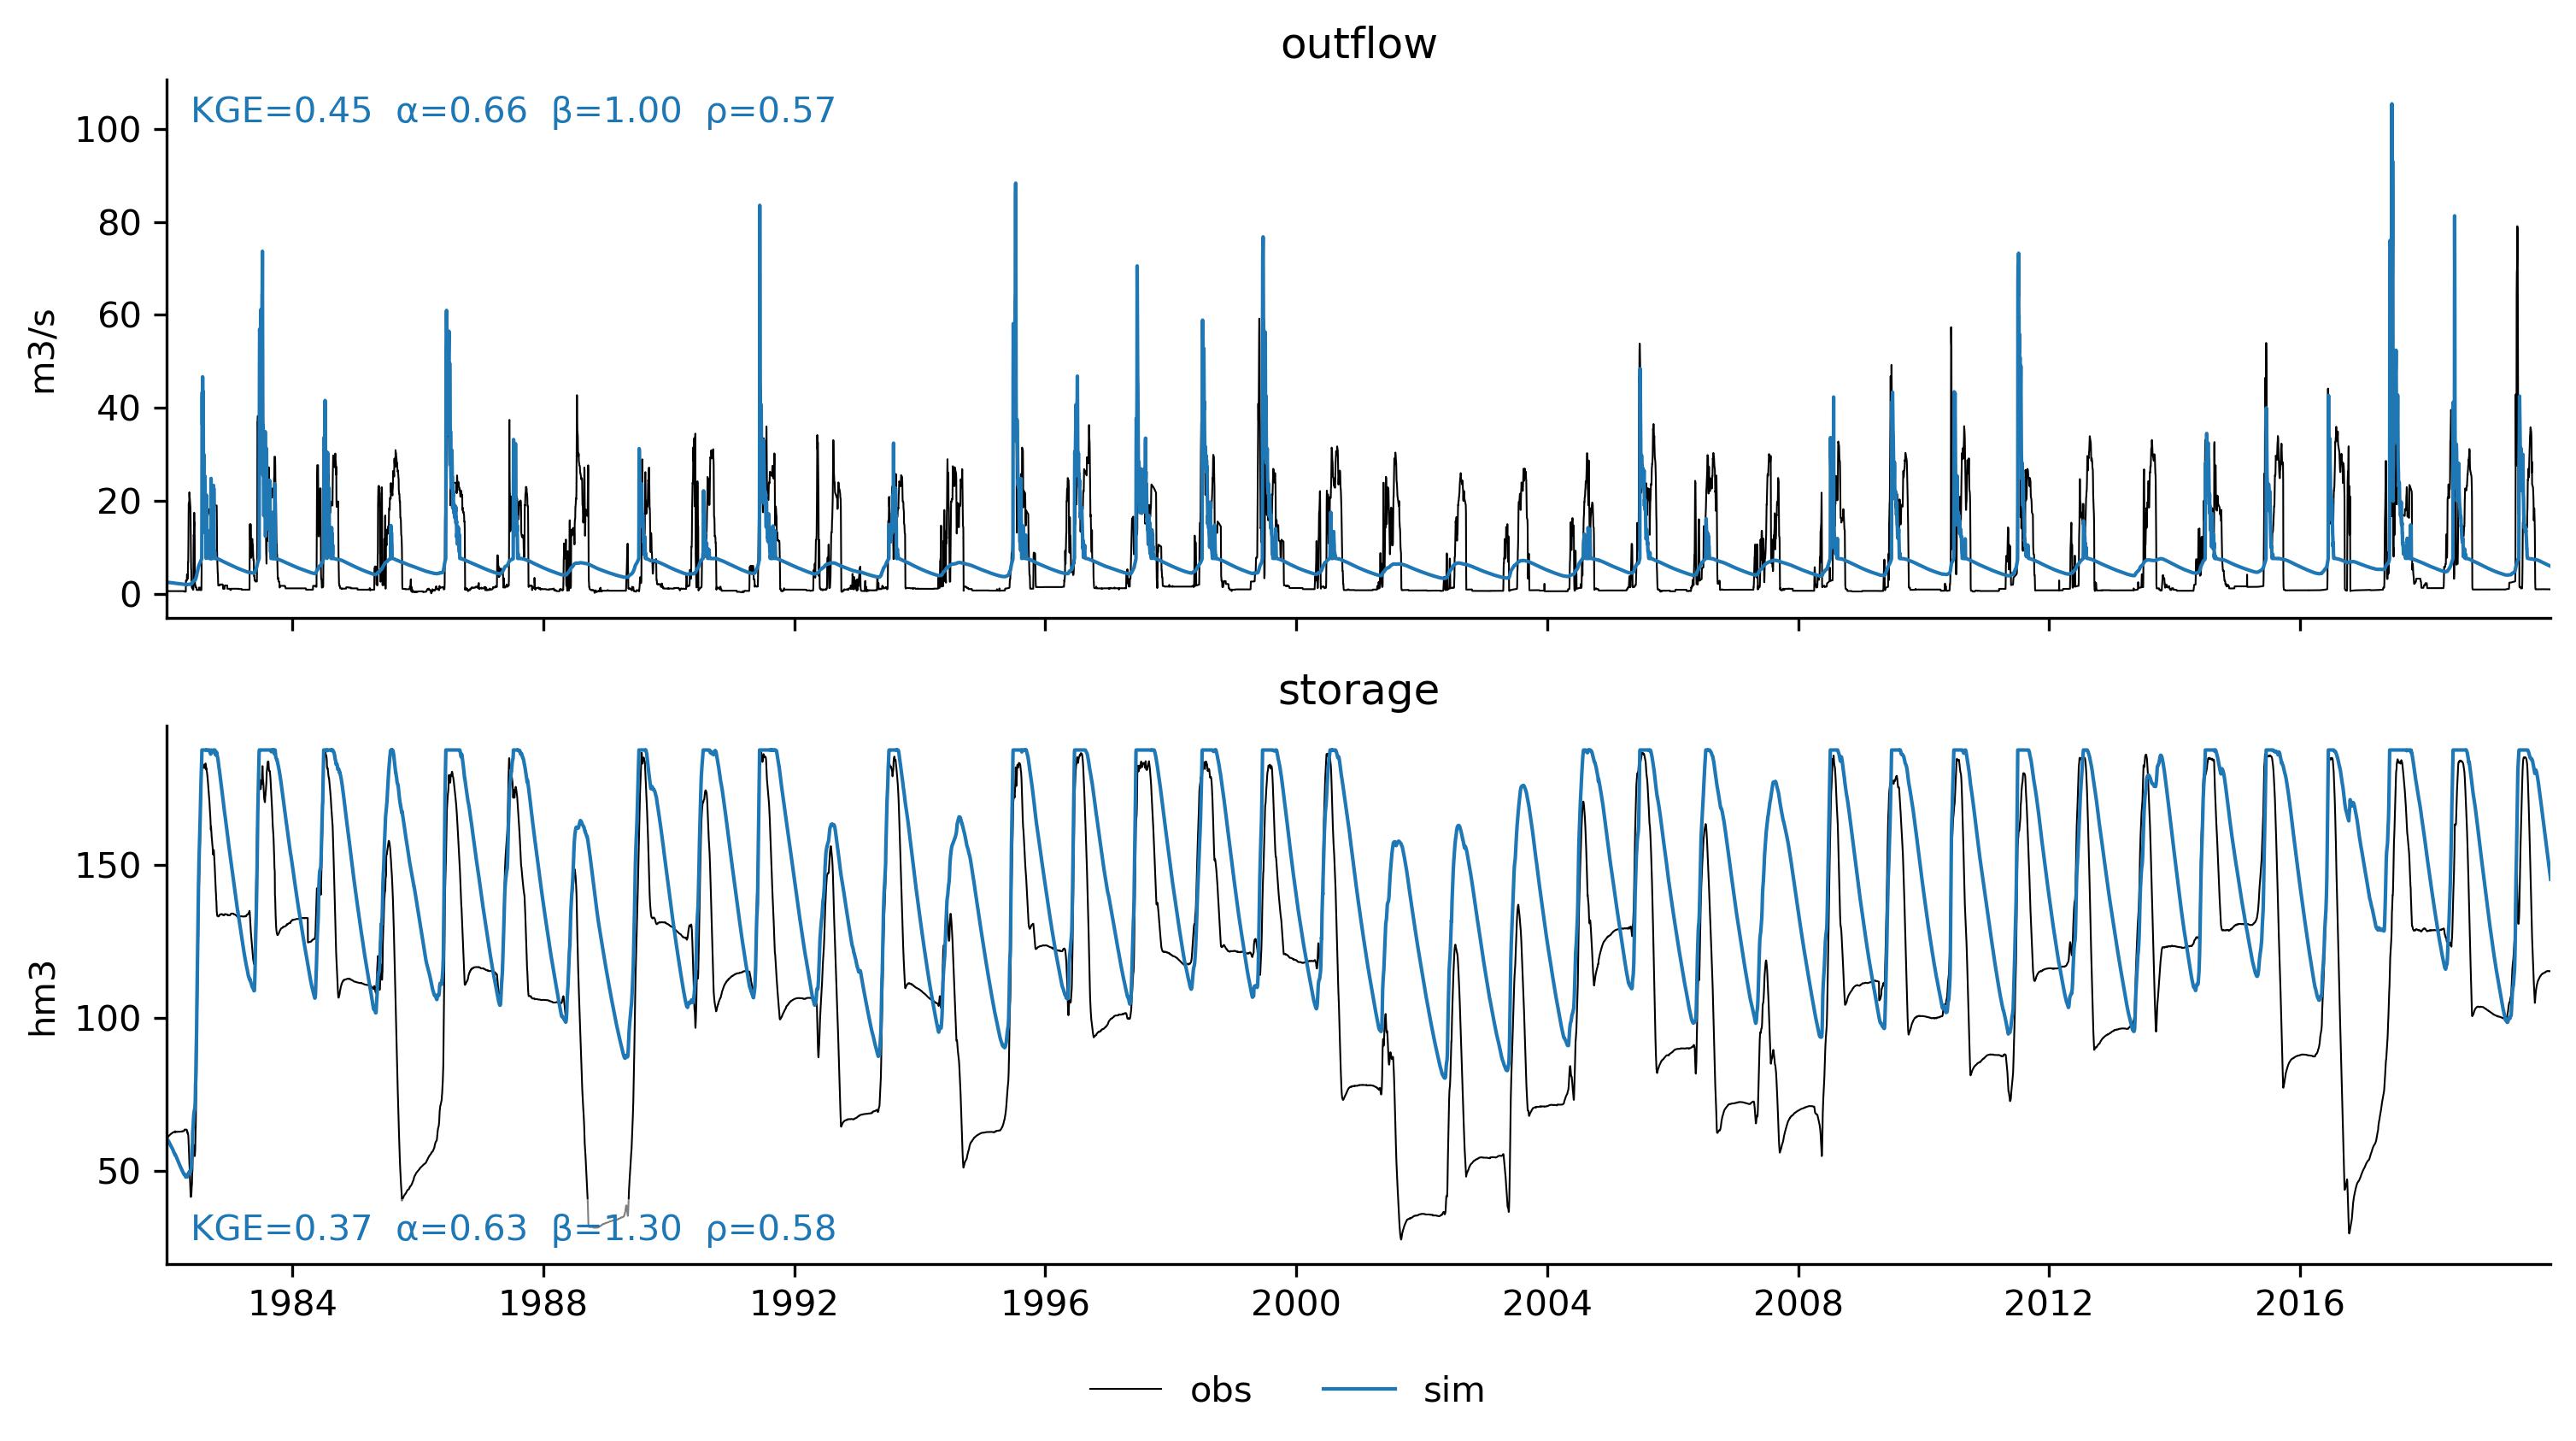 outflow
KGE=0.45 α=0.66 β=1.00 ρ=0.57
100
80
60
40
20
0
m3/s
storage
150
100
50
hm3
KGE=0.37 α=0.63 β=1.30 ρ=0.58
1984 1988 1992 1996 2000 2004 2008 2012 2016
obs sim